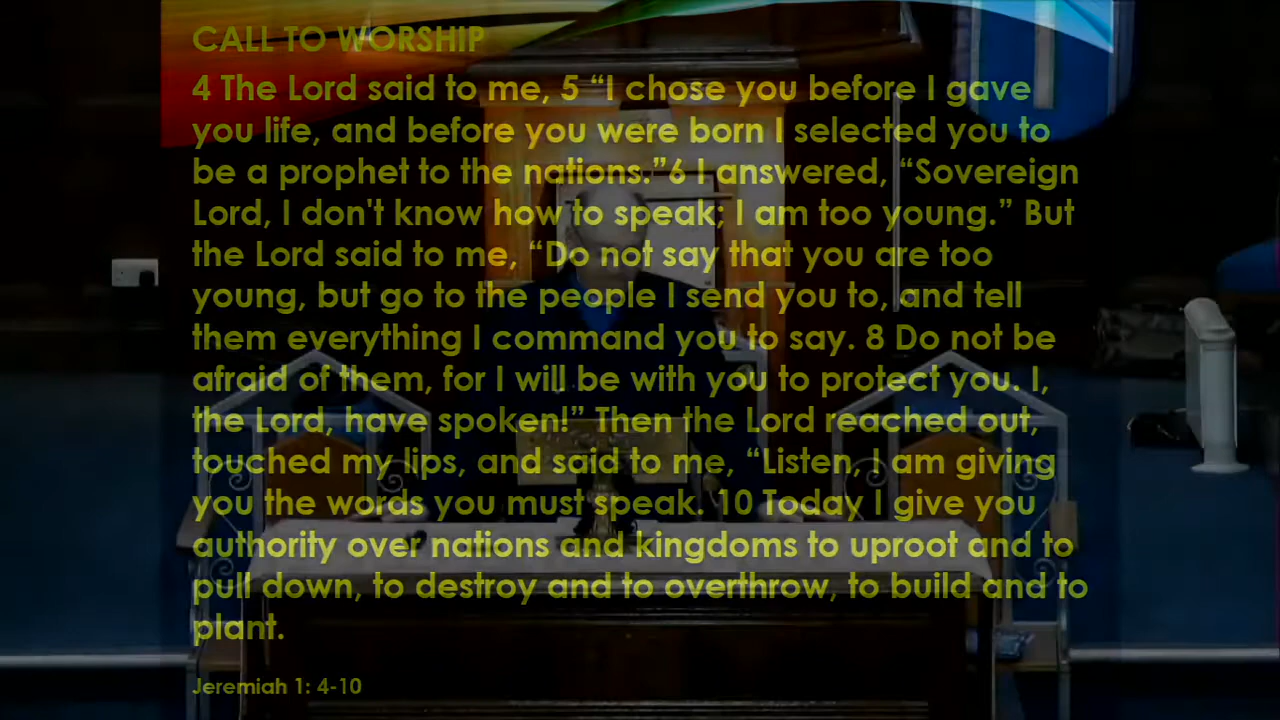 CALL TO WORSHIP
4 The Lord said to me, 5 “I chose you before I gave
you life, and before you were born I selected you to
be a prophet to the nations.”6 I answered, “Sovereign
Lord, I don't know how to speak; I am too young.” But
the Lord said to me, “Do not say that you are too
young, but go to the people I send you to, and tell
them everything I command you to say. 8 Do not be
afraid of them, for I will be with you to protect you. I,
the Lord, have spoken!” Then the Lord reached out,
touched my lips, and said to me, “Listen, I am giving
you the words you must speak. 10 Today I give you
authority over nations and kingdoms to uproot and to
pull down, to destroy and to overthrow, to build and to
plant.
Jeremiah 1: 4-10